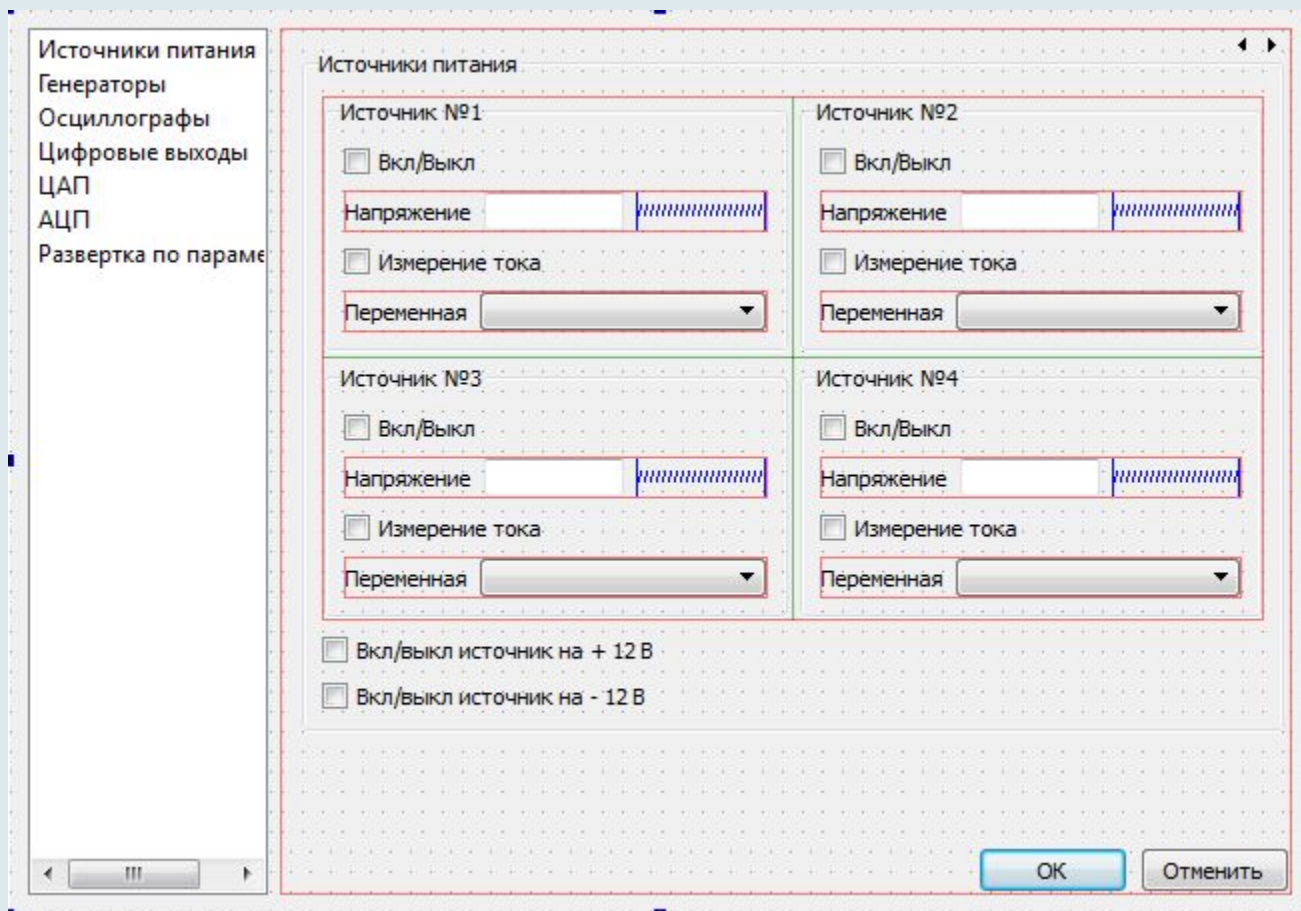 Источники питания
Генераторы
Осциллографы
Цифровые выходы
ЦАП
АЦП
Развертка по параме
Источники питания
Источник №1
Вкл/Выкл
Напряжение
Измерение тока
Переменная
Источник №2
Вкл/Выкл
Напряжение
Измерение тока
Переменная
Источник №3
Вкл/Выкл
Напряжение
Измерение тока
Переменная
Источник №4
Вкл/Выкл
Напряжение
Измерение тока
Переменная
Вкл/выкл источник на + 12 В
Вкл/выкл источник на - 12 В
OK
Отменить